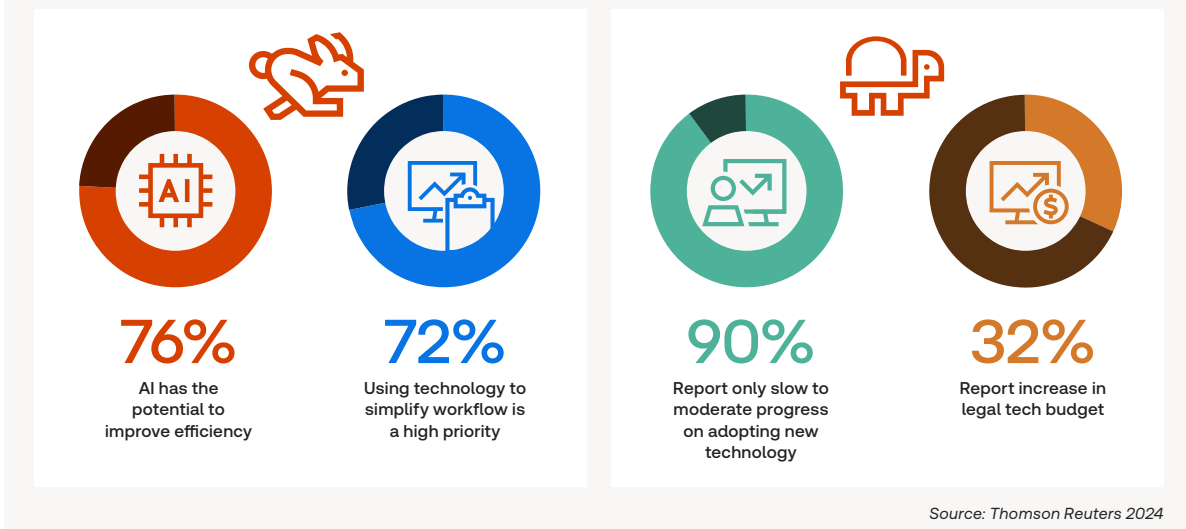 AI
76%
AI has the
potential to
improve efficiency
72%
Using technology to
simplify workflow is
a high priority
90%
Report only slow to
moderate progress
on adopting new
technology
$
32%
Report increase in
legal tech budget
Source: Thomson Reuters 2024